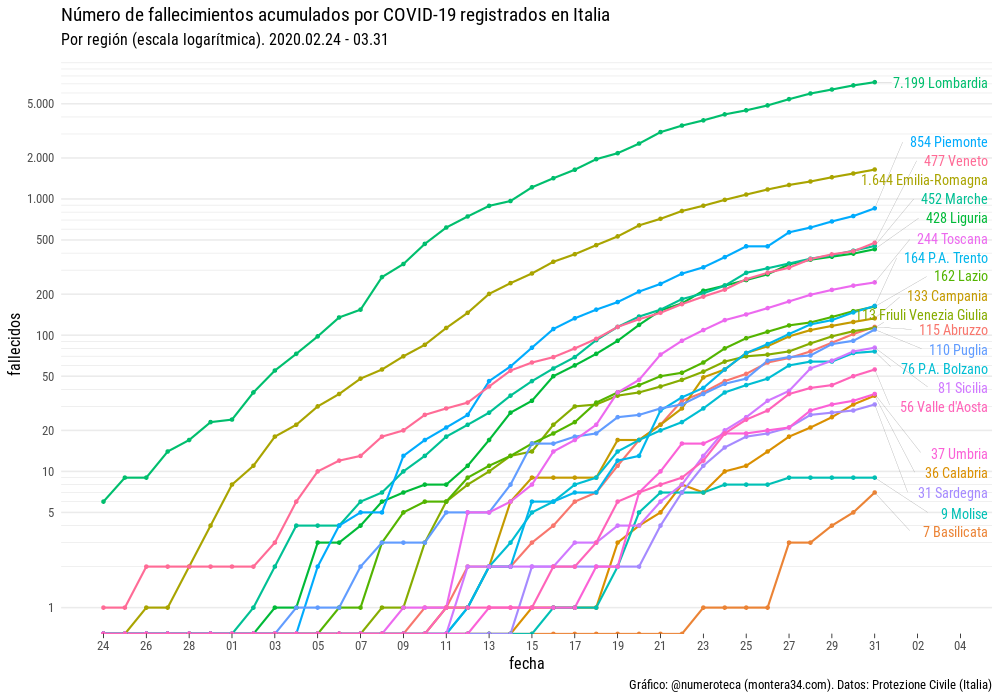 Número de fallecimientos acumulados por COVID-19 registrados en Italia
Por región (escala logarítmica). 2020.02.24 - 03.31
fallecidos
5.000
2.000
1.000
500
200
100
50
20
10
5
1
7.199 Lombardia
854 Piemonte
477 Veneto
1.644 Emilia-Romagna
452 Marche
428 Liguria
244 Toscana
164 P.A. Trento
162 Lazio
133 Campania
113 Friuli Venezia Giulia
115 Abruzzo
110 Puglia
76 P.A. Bolzano
81 Sicilia
56 Valle d'Aosta
37 Umbria
36 Calabria
31 Sardegna
9 Molise
7 Basilicata
24 26 28 01 03 05 07 09 11 13 15 17 19 21 23 25 27 29 31 02 04
fecha
Gráfico: @numeroteca (montera34.com). Datos: Protezione Civile (Italia)